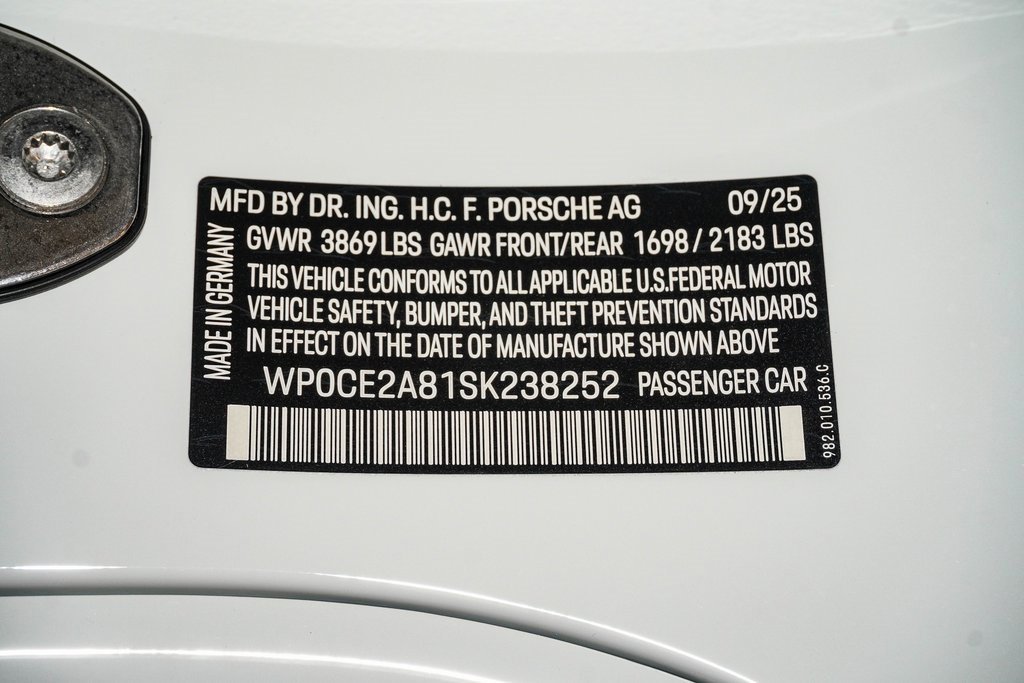 MFD BY DR. ING. H.C. F. PORSCHE AG 09/25
GVWR 3869 LBS GAWR FRONT/REAR 1698 / 2183 LBS
THIS VEHICLE CONFORMS TO ALL APPLICABLE U.S.FEDERAL MOTOR
VEHICLE SAFETY, BUMPER, AND THEFT PREVENTION STANDARDS
IN EFFECT ON THE DATE OF MANUFACTURE SHOWN ABOVE
WP0CE2A81SK238252 PASSENGER CAR
MADE IN GERMANY
982.010.536.C